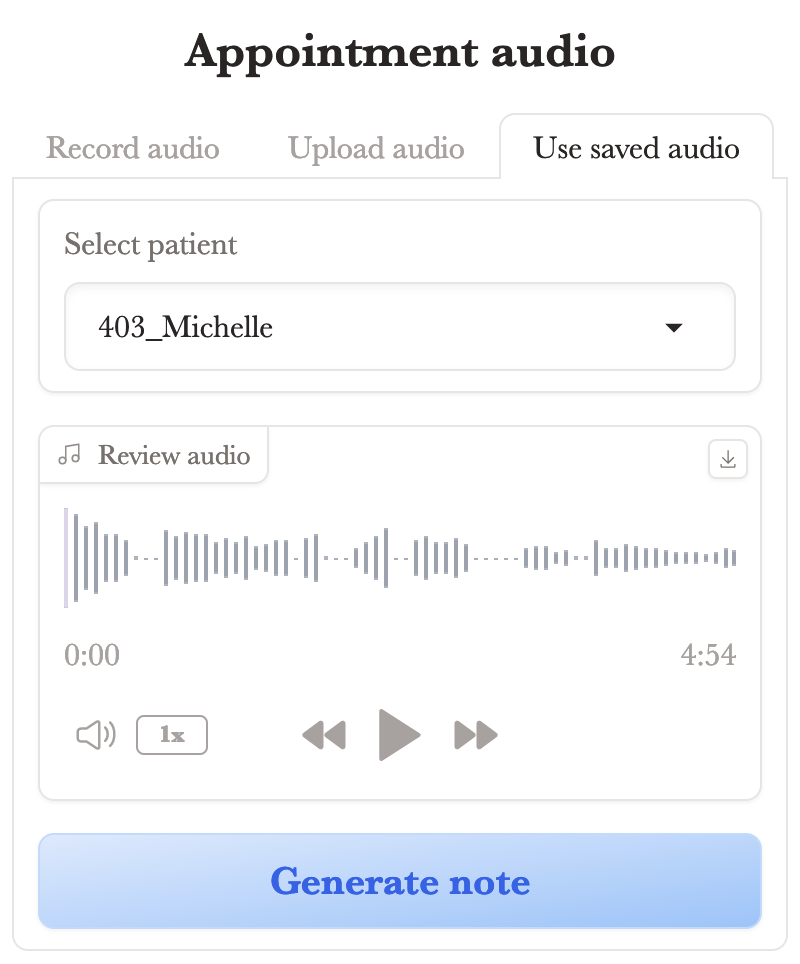 Appointment audio
Record audio
Upload audio
Use saved audio
Select patient
403_Michelle
Review audio
0:00
4:54
1x
Generate note